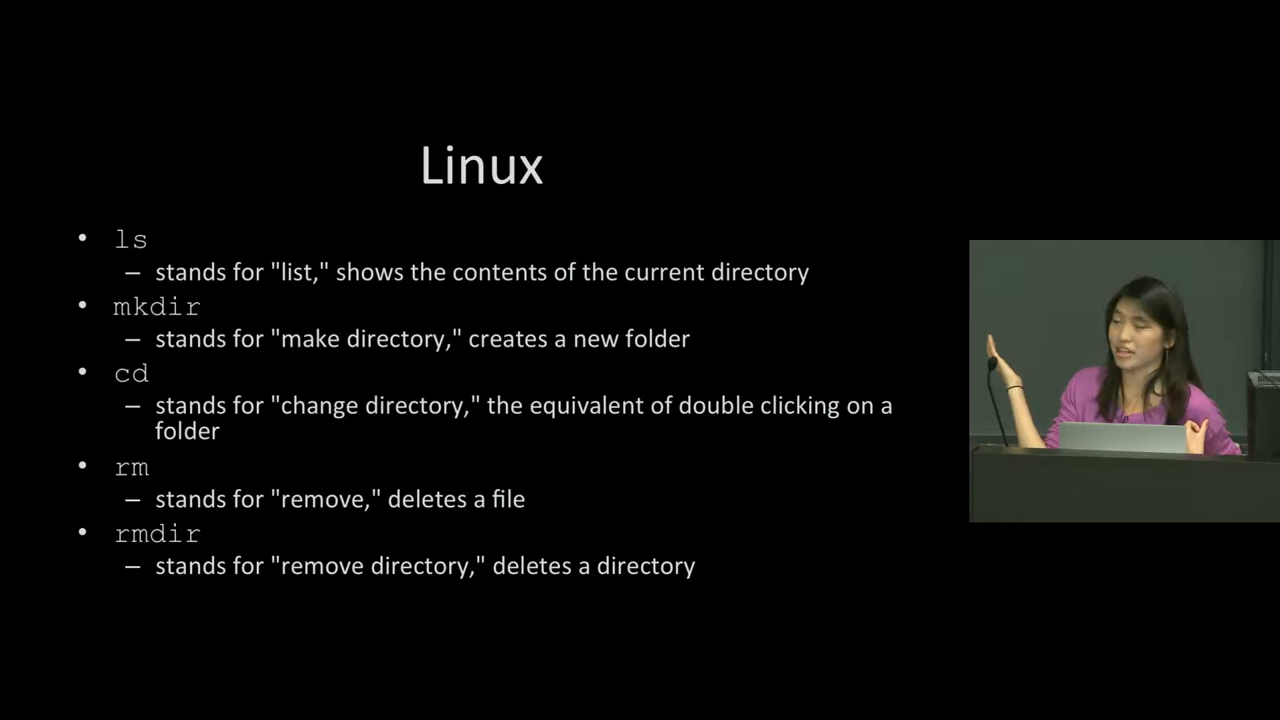 Linux
• ls
– stands for "list," shows the contents of the current directory
• mkdir
– stands for "make directory," creates a new folder
• cd
– stands for "change directory," the equivalent of double clicking on a
folder
• rm
– stands for "remove," deletes a file
• rmdir
– stands for "remove directory," deletes a directory